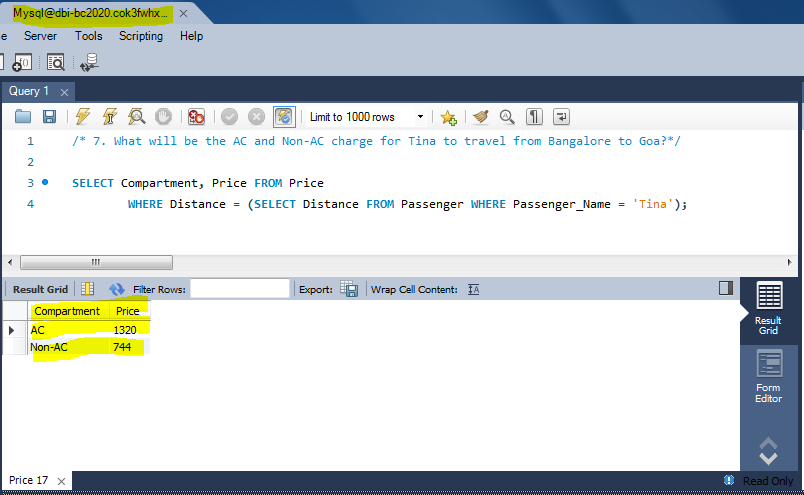 Mysql@dbi-bc2020.cok3fwhx...
e Server Tools Scripting Help
Query 1
Limit to 1000 rows
1 /* 7. What will be the AC and Non-AC charge for Tina to travel from Bangalore to Goa?*/
2
3 SELECT Compartment, Price FROM Price
4 WHERE Distance = (SELECT Distance FROM Passenger WHERE Passenger_Name = 'Tina');
Result Grid Filter Rows: Export: Wrap Cell Content:
Compartment Price
AC 1320
Non-AC 744
Result
Grid
Form
Editor
Price 17 Read Only